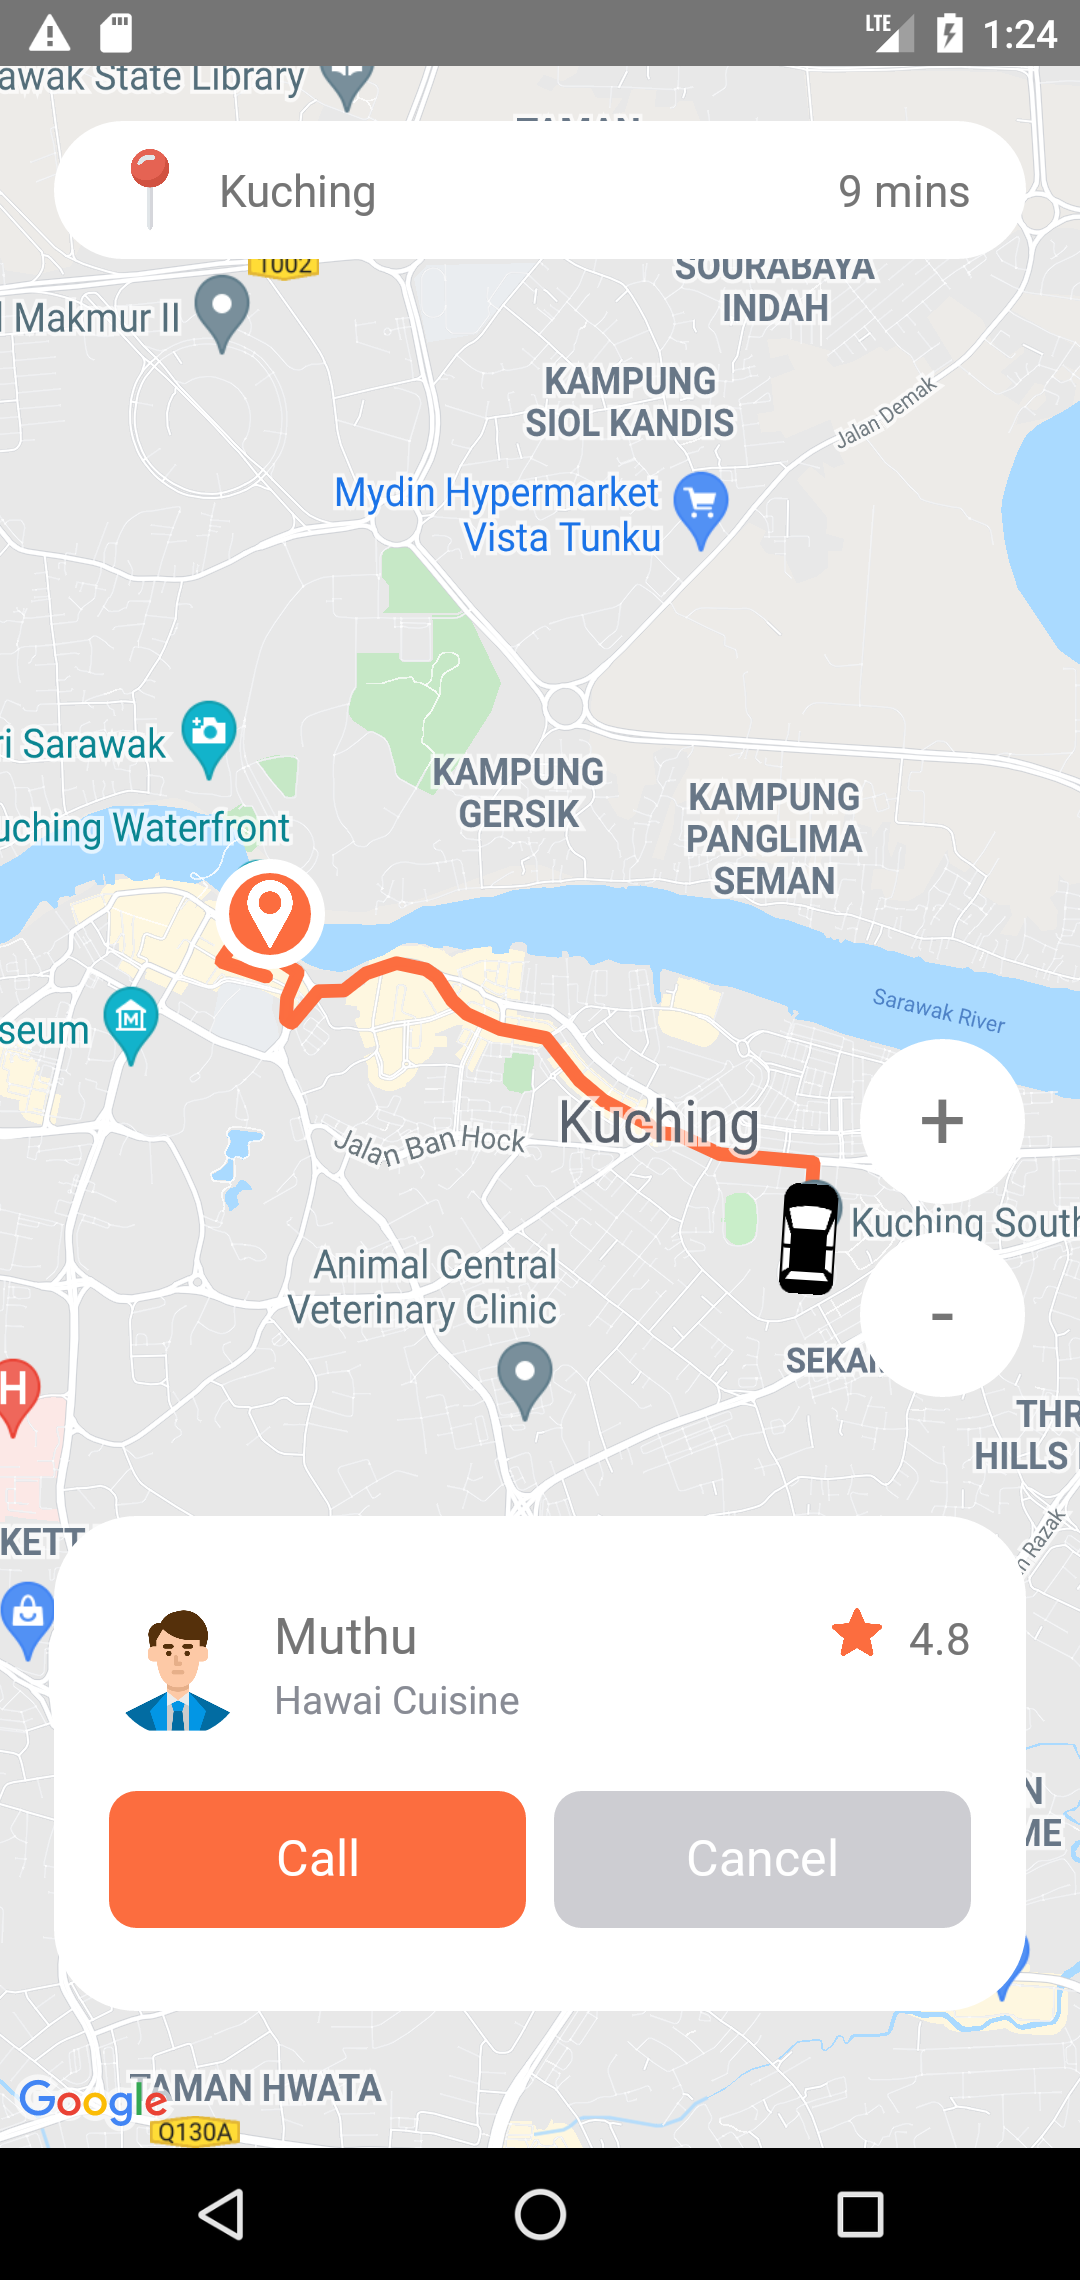 LTE 1:24
awak State Library
Kuching 9 mins
1002
SOURABAYA
INDAH
l Makmur II
KAMPUNG
SIOL KANDIS
Jalan Demak
Mydin Hypermarket
Vista Tunku
ri Sarawak
KAMPUNG
GERSIK
KAMPUNG
PANGLIMA
SEMAN
uching Waterfront
Sarawak River
M
seum
+
Kuching
Jalan Ban Hock
Kuching South
Animal Central
Veterinary Clinic
-
SEKA
H
THR
HILLS
KETT
n Razak
Muthu
4.8
Hawai Cuisine
N
ME
Call
Cancel
TAMAN HWATA
Google
Q130A